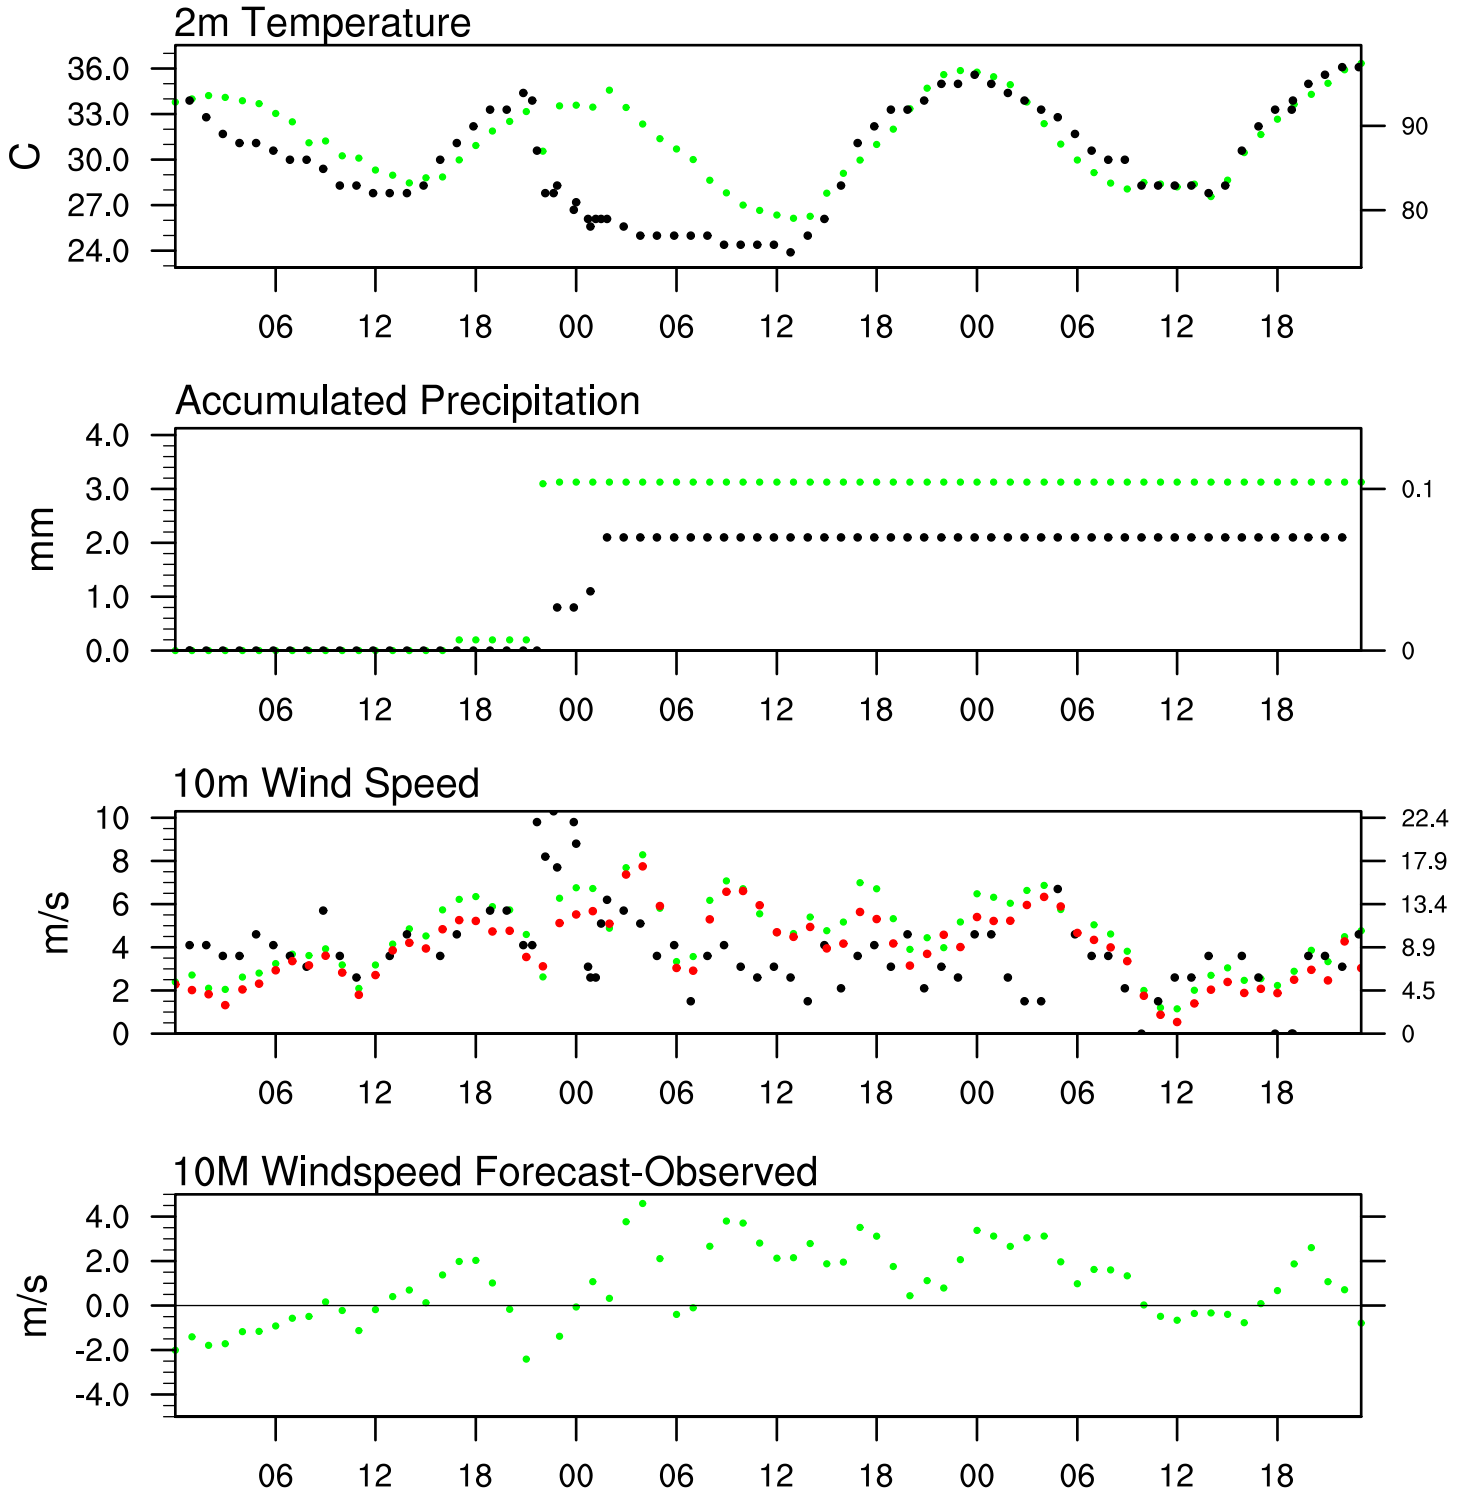 2m Temperature
36.0
33.0
30.0
27.0
24.0
C
90
80
06 12 18 00 06 12 18 00 06 12 18
Accumulated Precipitation
4.0
3.0
2.0
1.0
0.0
mm
0.1
0
06 12 18 00 06 12 18 00 06 12 18
10m Wind Speed
10
8
6
4
2
0
m/s
22.4
17.9
13.4
8.9
4.5
0
06 12 18 00 06 12 18 00 06 12 18
10M Windspeed Forecast-Observed
4.0
2.0
0.0
-2.0
-4.0
m/s
06 12 18 00 06 12 18 00 06 12 18